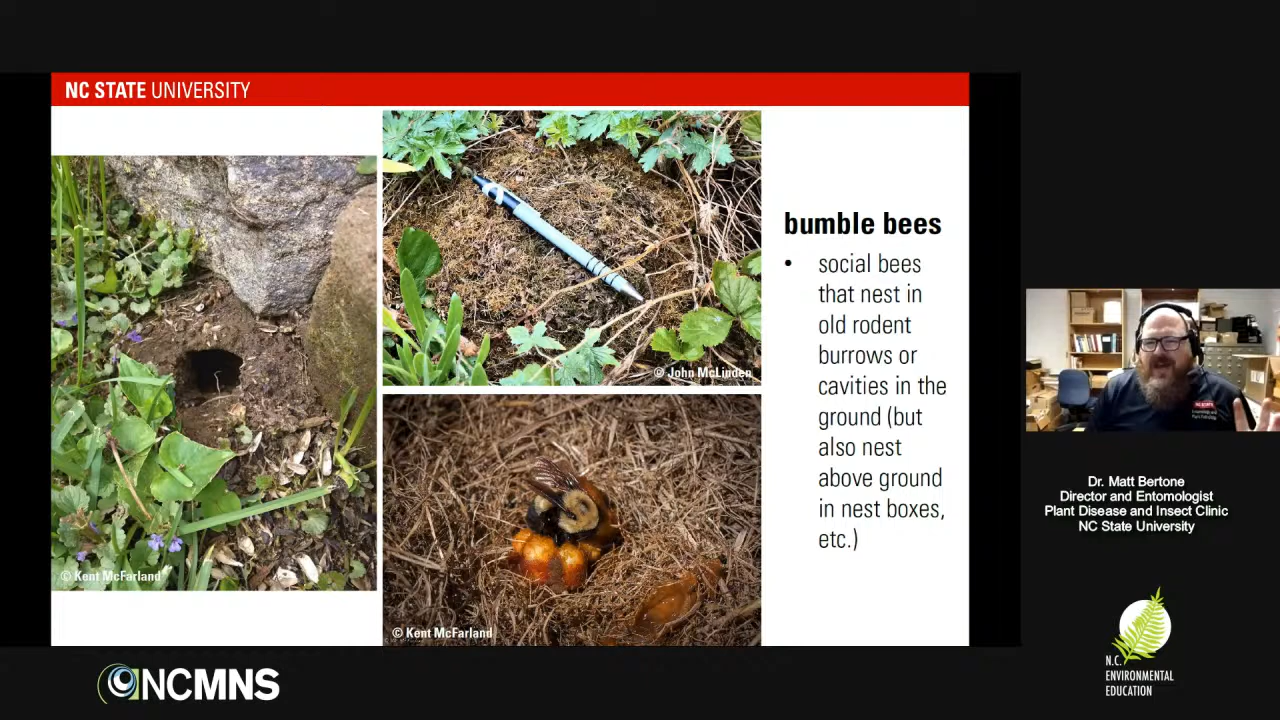 NC STATE UNIVERSITY
© John McLinden
bumble bees
• social bees
that nest in
old rodent
burrows or
cavities in the
ground (but
also nest
above ground
in nest boxes,
etc.)
© Kent McFarland
© Kent McFarland
NC STATE
Dr. Matt Bertone
Director and Entomologist
Plant Disease and Insect Clinic
NC State University
NCMNS
N.C.
ENVIRONMENTAL
EDUCATION